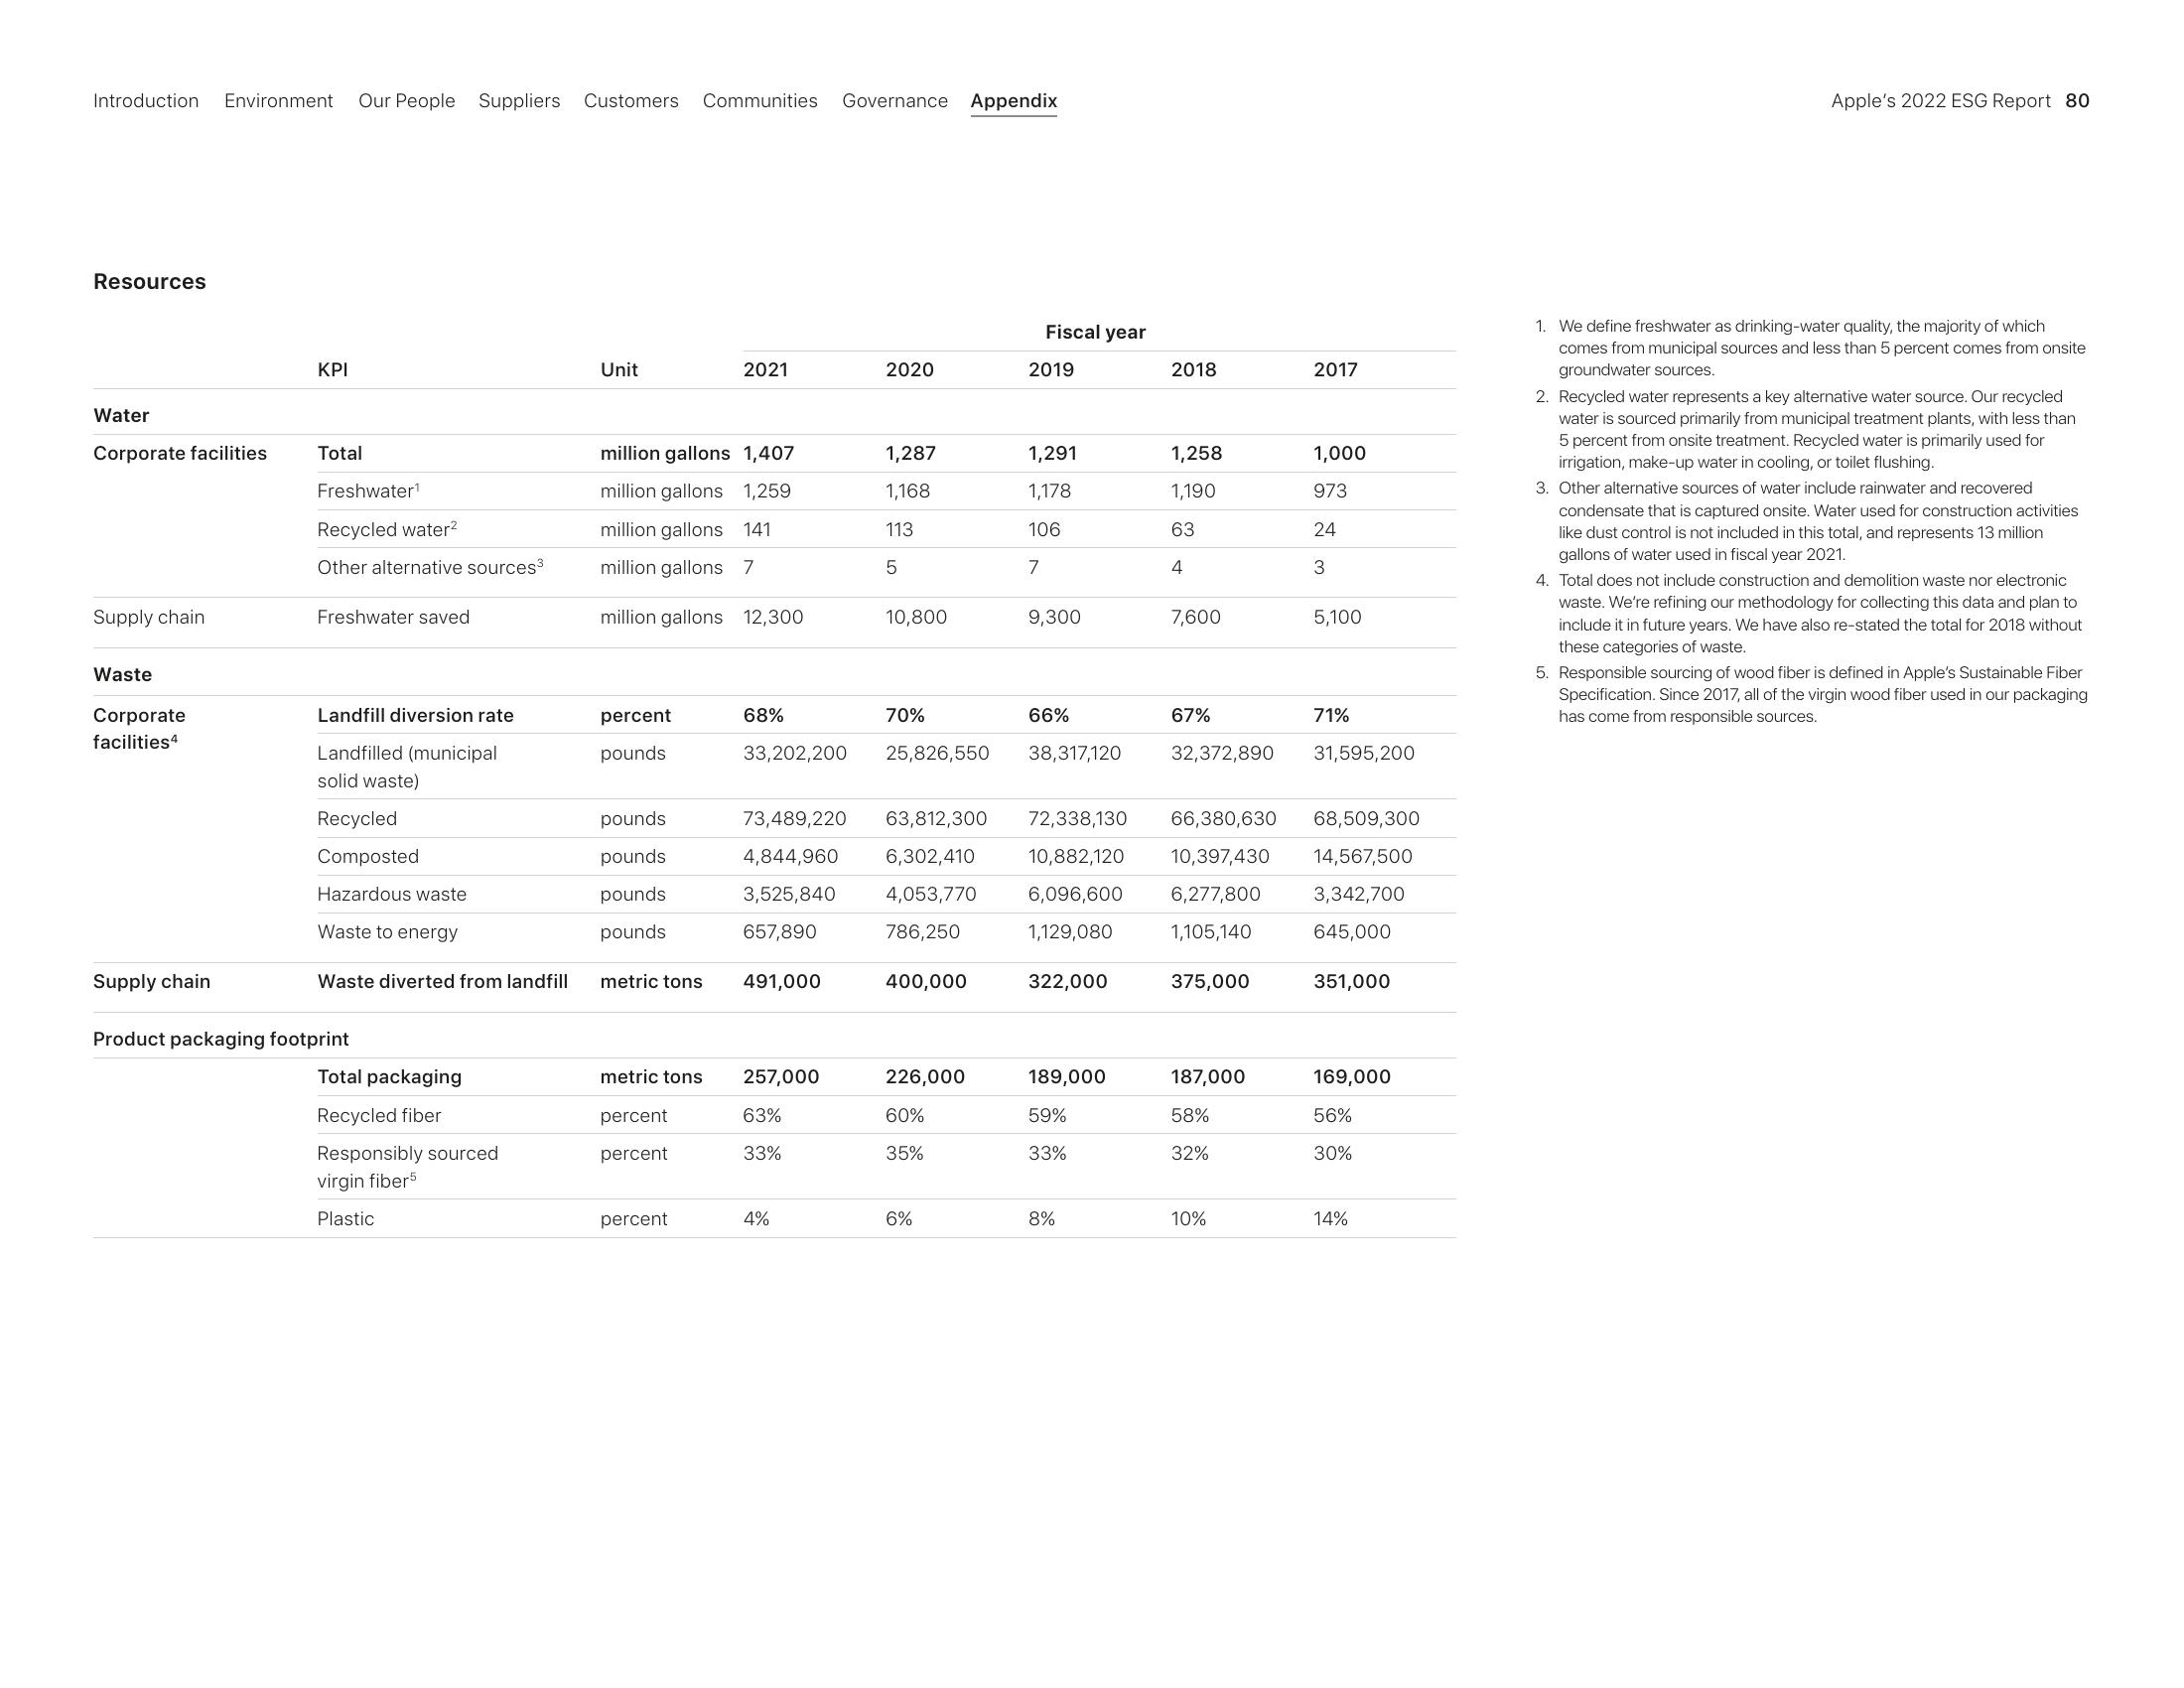 Introduction Environment Our People Suppliers Customers Communities Governance Appendix Apple's 2022 ESG Report 80
Resources
Fiscal year
KPI Unit 2021 2020 2019 2018 2017
Water
Corporate facilities Total million gallons 1,407 1,287 1,291 1,258 1,000
Freshwater¹ million gallons 1,259 1,168 1,178 1,190 973
Recycled water² million gallons 141 113 106 63 24
Other alternative sources³ million gallons 7 5 7 4 3
Supply chain Freshwater saved million gallons 12,300 10,800 9,300 7,600 5,100
Waste
Corporate Landfill diversion rate percent 68% 70% 66% 67% 71%
facilities⁴
Landfilled (municipal pounds 33,202,200 25,826,550 38,317,120 32,372,890 31,595,200
solid waste)
Recycled pounds 73,489,220 63,812,300 72,338,130 66,380,630 68,509,300
Composted pounds 4,844,960 6,302,410 10,882,120 10,397,430 14,567,500
Hazardous waste pounds 3,525,840 4,053,770 6,096,600 6,277,800 3,342,700
Waste to energy pounds 657,890 786,250 1,129,080 1,105,140 645,000
Supply chain Waste diverted from landfill metric tons 491,000 400,000 322,000 375,000 351,000
Product packaging footprint
Total packaging metric tons 257,000 226,000 189,000 187,000 169,000
Recycled fiber percent 63% 60% 59% 58% 56%
Responsibly sourced percent 33% 35% 33% 32% 30%
virgin fiber⁵
Plastic percent 4% 6% 8% 10% 14%
1. We define freshwater as drinking-water quality, the majority of which
comes from municipal sources and less than 5 percent comes from onsite
groundwater sources.
2. Recycled water represents a key alternative water source. Our recycled
water is sourced primarily from municipal treatment plants, with less than
5 percent from onsite treatment. Recycled water is primarily used for
irrigation, make-up water in cooling, or toilet flushing.
3. Other alternative sources of water include rainwater and recovered
condensate that is captured onsite. Water used for construction activities
like dust control is not included in this total, and represents 13 million
gallons of water used in fiscal year 2021.
4. Total does not include construction and demolition waste nor electronic
waste. We're refining our methodology for collecting this data and plan to
include it in future years. We have also re-stated the total for 2018 without
these categories of waste.
5. Responsible sourcing of wood fiber is defined in Apple's Sustainable Fiber
Specification. Since 2017, all of the virgin wood fiber used in our packaging
has come from responsible sources.